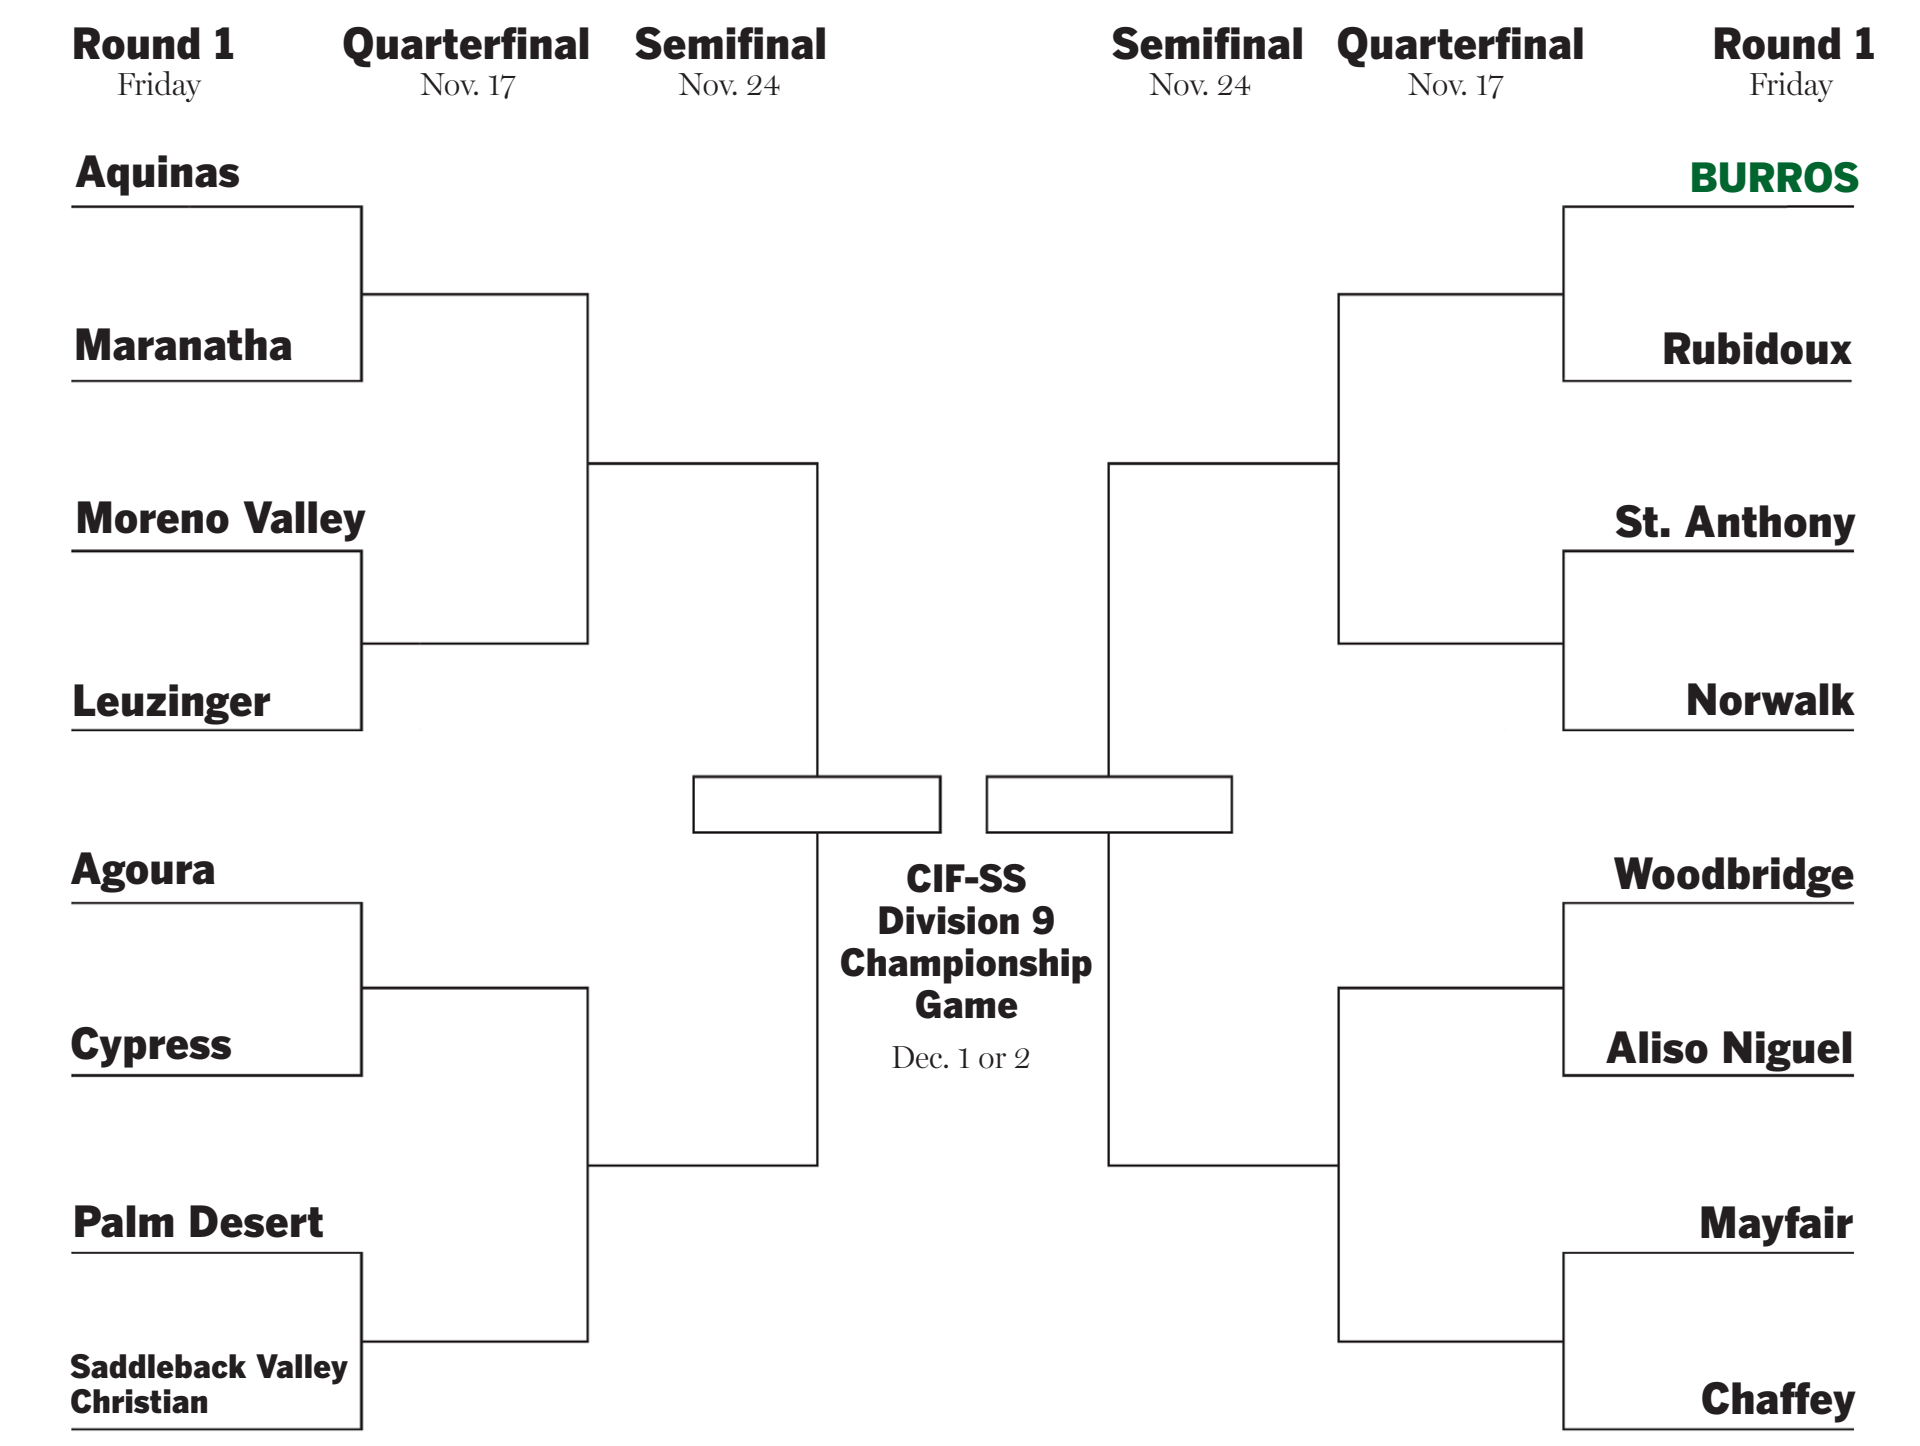 Round 1
Friday
Quarterfinal
Nov. 17
Semifinal
Nov. 24
Semifinal
Nov. 24
Quarterfinal
Nov. 17
Round 1
Friday
Aquinas
Maranatha
Moreno Valley
Leuzinger
Agoura
Cypress
Palm Desert
Saddleback Valley
Christian
CIF-SS
Division 9
Championship
Game
Dec. 1 or 2
BURROS
Rubidoux
St. Anthony
Norwalk
Woodbridge
Aliso Niguel
Mayfair
Chaffey